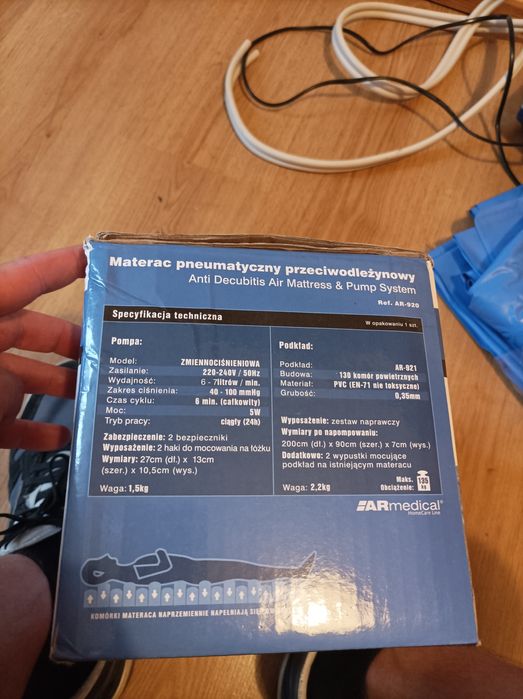 Materac pneumatyczny przeciwodleżynowy
Anti Decubitis Air Mattress & Pump System
Ref. AR-920
Specyfikacja techniczna
W opakowaniu 1 szt.
Pompa:
Model: ZMIENNOCIŚNIENIOWA
Zasilanie: 220-240V / 50Hz
Wydajność: 6 - 7litrów / min.
Zakres ciśnienia: 40 - 100 mmHg
Czas cyklu: 6 min. (całkowity)
Moc: 5W
Tryb pracy: ciągły (24h)
Zabezpieczenie: 2 bezpieczniki
Wyposażenie: 2 haki do mocowania na łóżku
Wymiary: 27cm (dł.) x 13cm
(szer.) x 10,5cm (wys.)
Waga: 1,5kg
Podkład:
Podkład: AR-921
Budowa: 130 komór powietrznych
Materiał: PVC (EN-71 nie toksyczne)
Grubość: 0,35mm
Wyposażenie: zestaw naprawczy
Wymiary po napompowaniu:
200cm (dł.) x 90cm (szer.) x 7cm (wys.)
Dodatkowo: 2 wypustki mocujące
podkład na istniejącym materacu
Waga: 2,2kg
Maks.
Obciążenie:
135
kg
ARmedical®
HomeCare Line
KOMÓRKI MATERACA NAPRZEMIENNIE NAPEŁNIAJĄ SIĘ